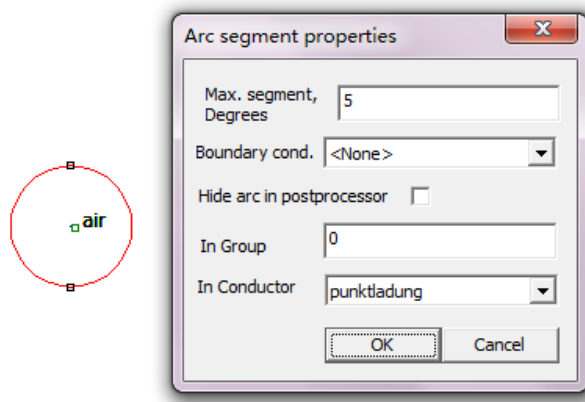 Arc segment properties
Max. segment,
Degrees
5
Boundary cond.
<None>
Hide arc in postprocessor
In Group
0
In Conductor
punktladung
OK
Cancel
air